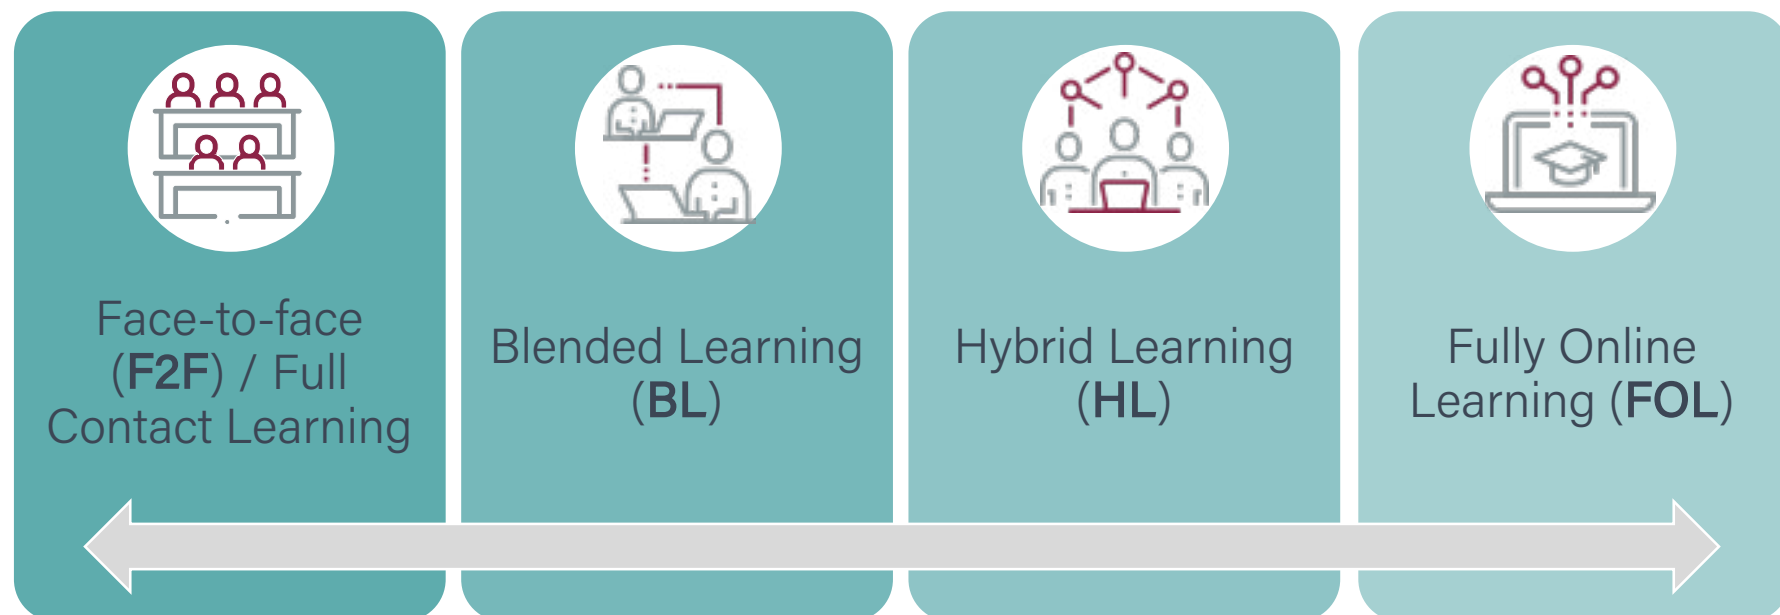 Face-to-face
(F2F) / Full
Contact Learning
Blended Learning
(BL)
Hybrid Learning
(HL)
Fully Online
Learning (FOL)